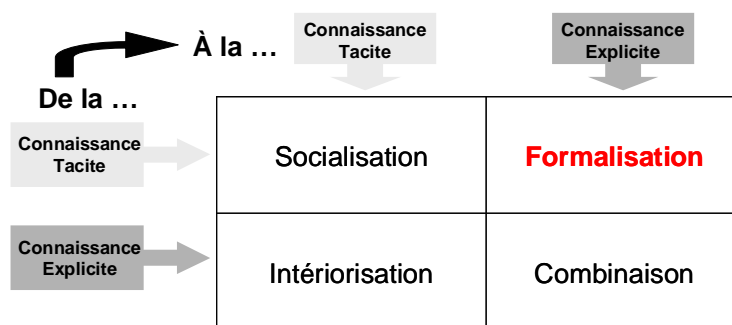 À la …
Connaissance
Tacite
Connaissance
Explicite
De la …
Connaissance
Tacite
Socialisation
Formalisation
Connaissance
Explicite
Intériorisation
Combinaison